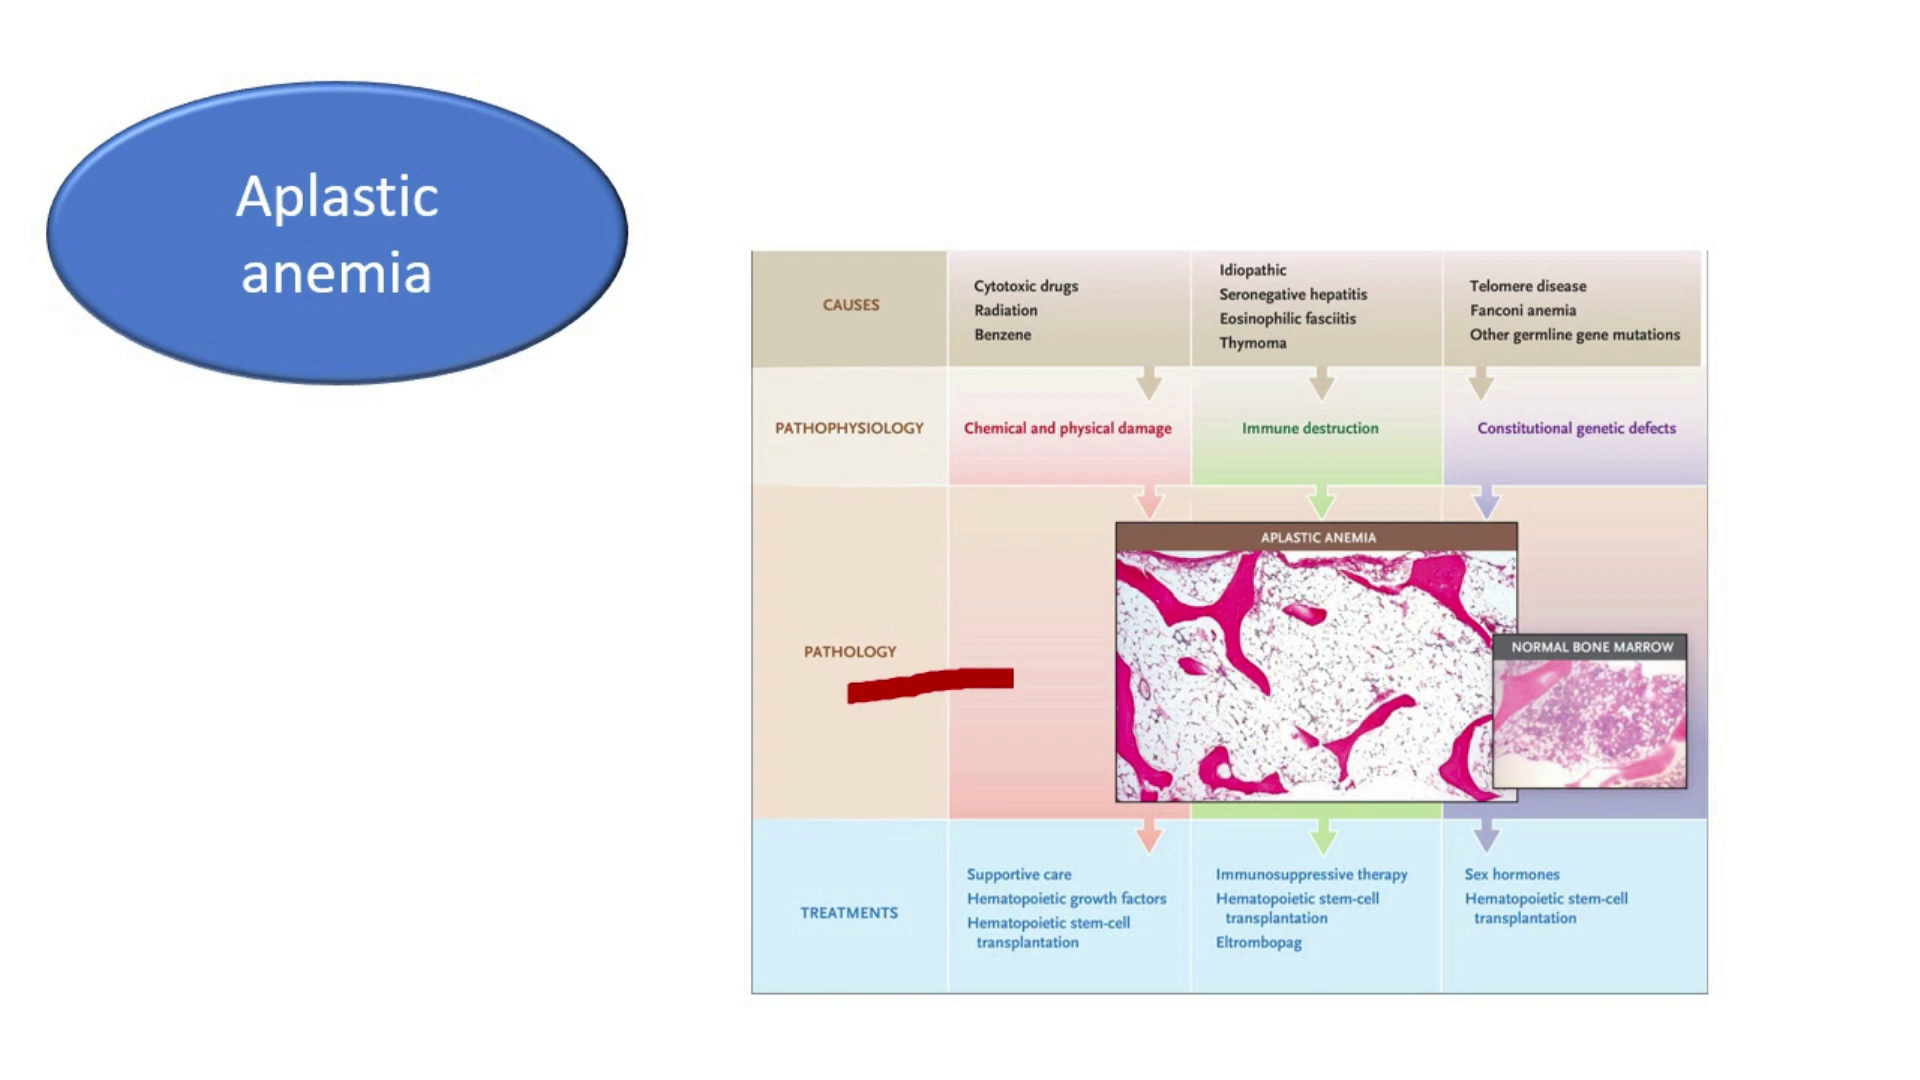 Aplastic
anemia
CAUSES
Cytotoxic drugs
Radiation
Benzene
Idiopathic
Seronegative hepatitis
Eosinophilic fasciitis
Thymoma
Telomere disease
Fanconi anemia
Other germline gene mutations
PATHOPHYSIOLOGY
Chemical and physical damage
Immune destruction
Constitutional genetic defects
PATHOLOGY
APLASTIC ANEMIA
NORMAL BONE MARROW
TREATMENTS
Supportive care
Hematopoietic growth factors
Hematopoietic stem-cell
transplantation
Immunosuppressive therapy
Hematopoietic stem-cell
transplantation
Eltrombopag
Sex hormones
Hematopoietic stem-cell
transplantation